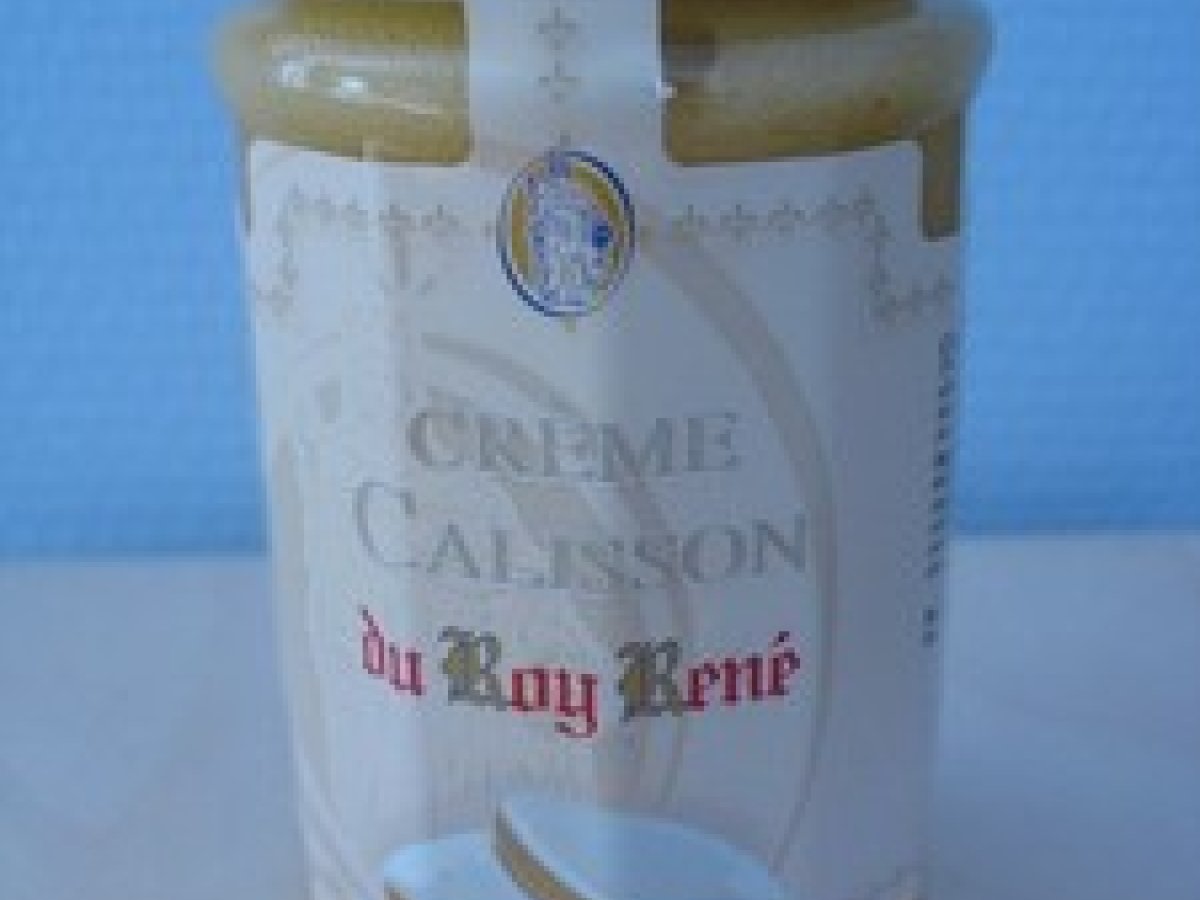 CREME
CALISSON
du Roy René